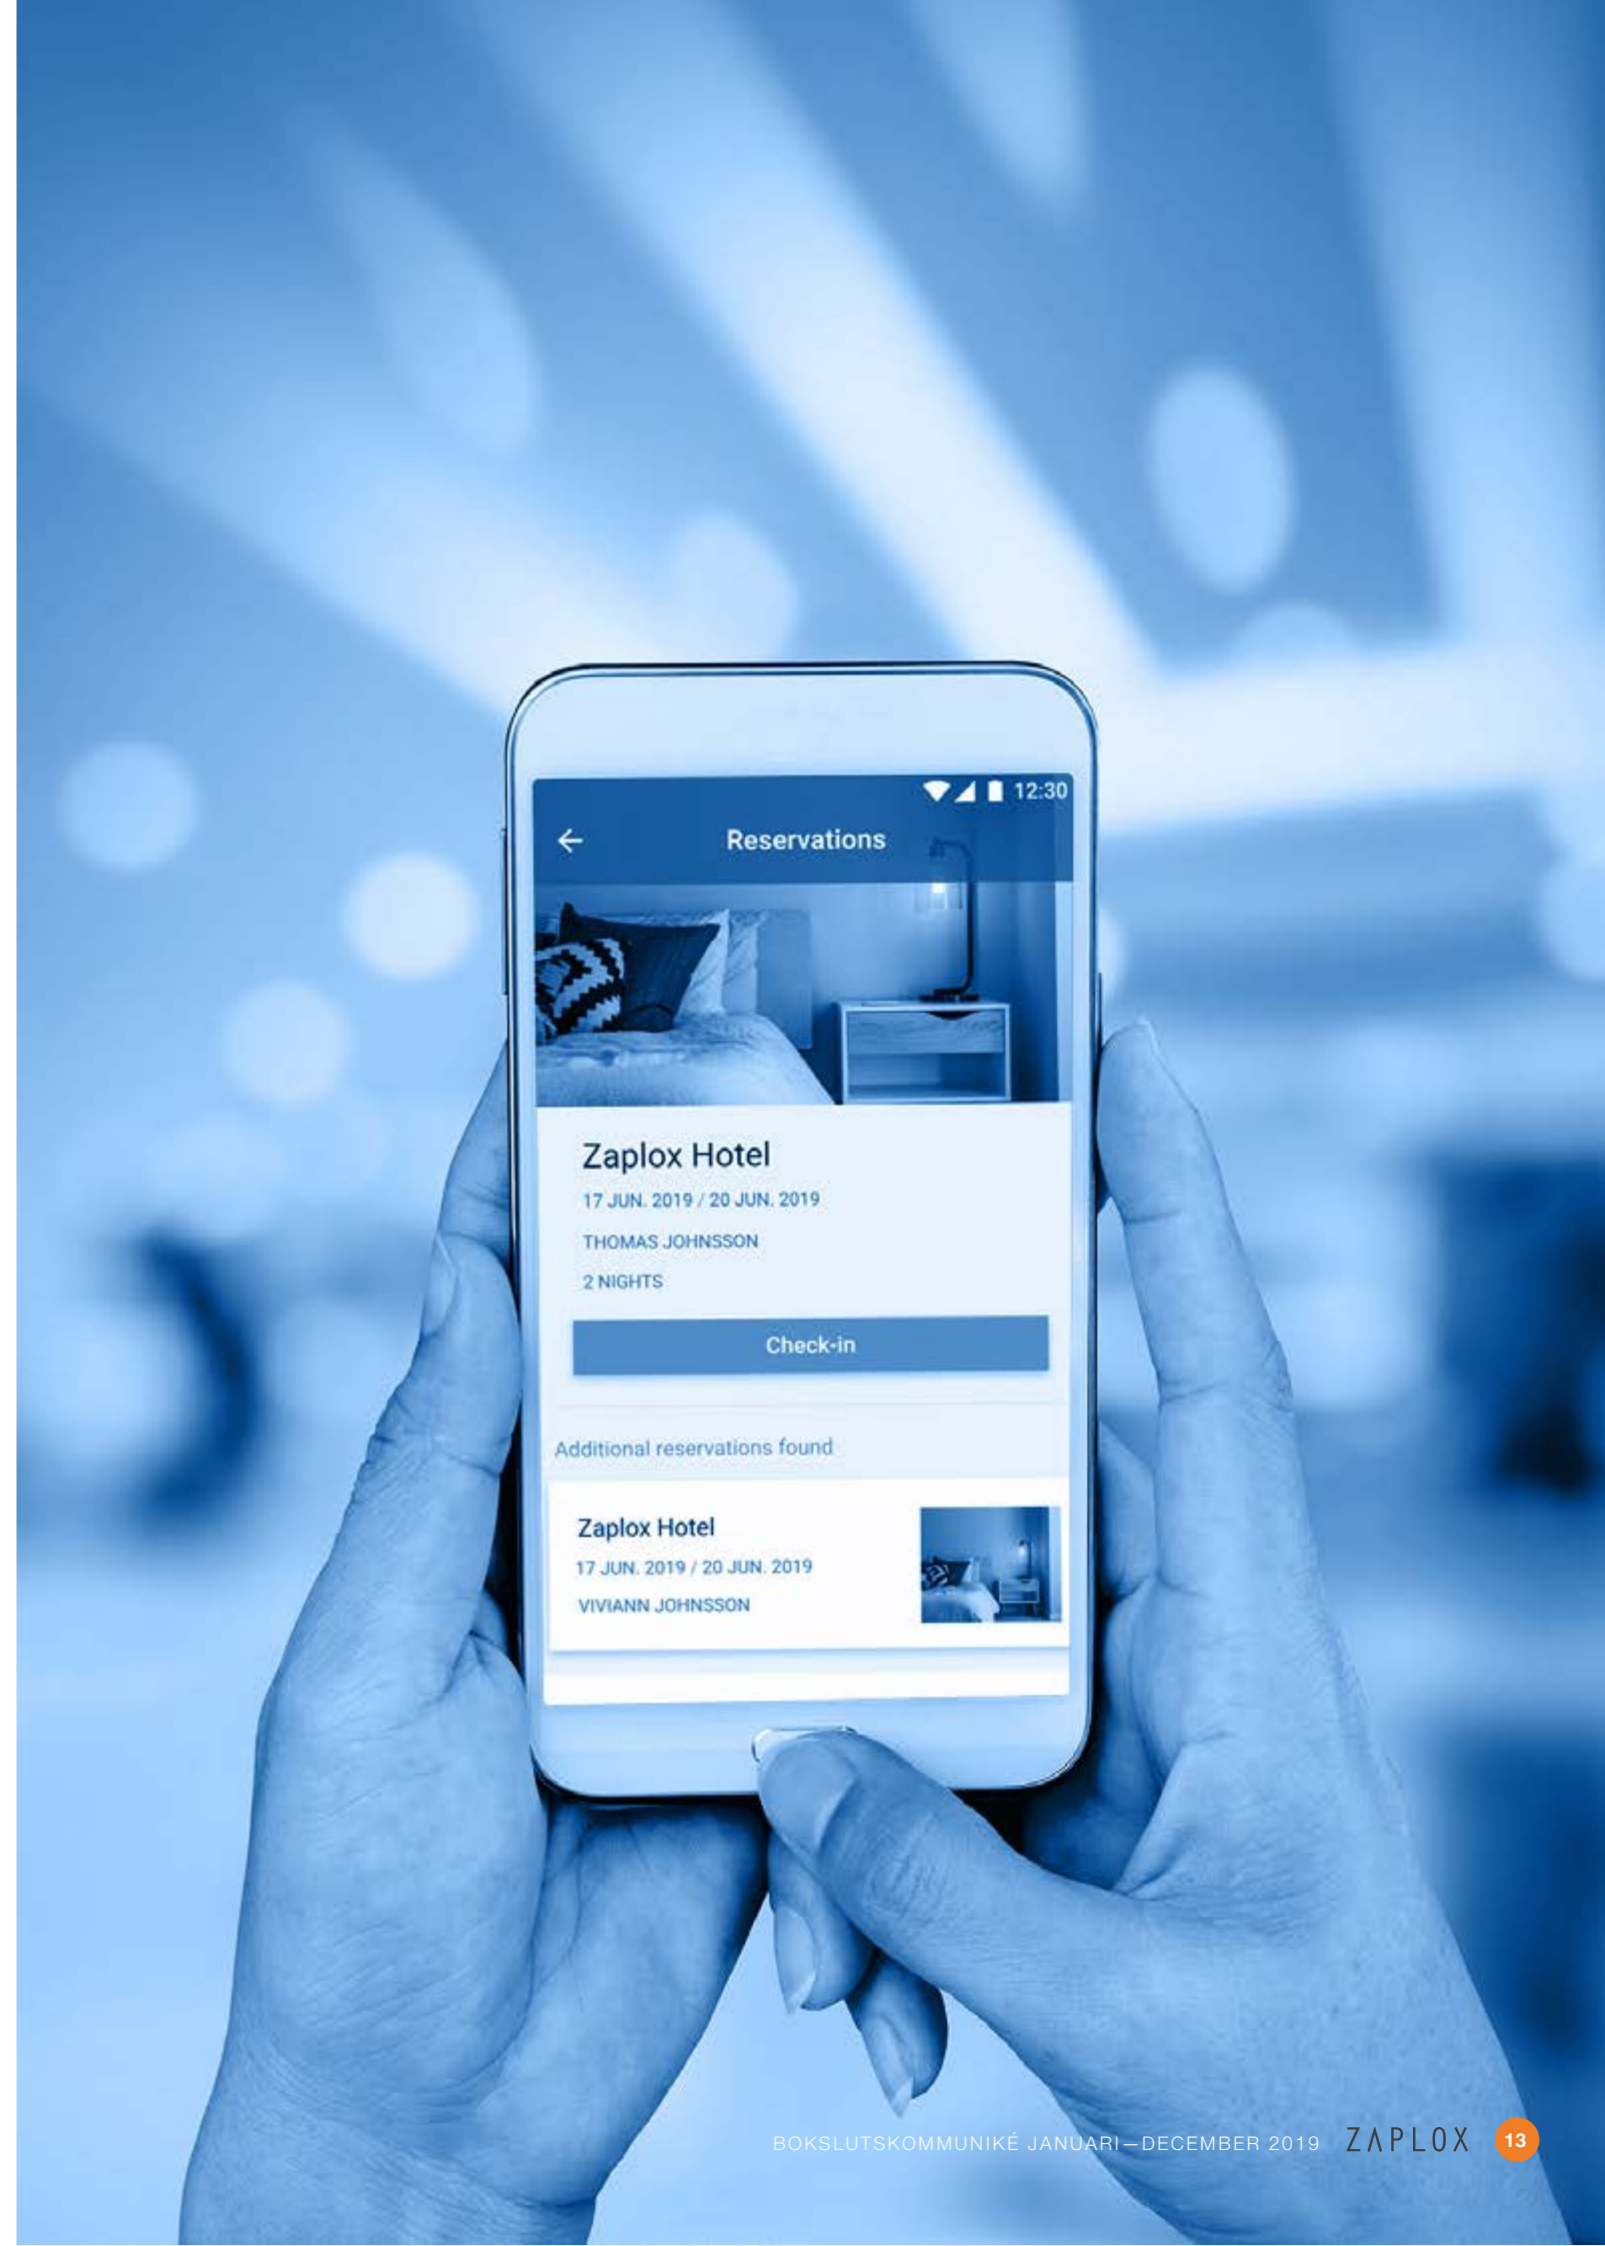 12:30
Reservations
Zaplox Hotel
17 JUN. 2019 / 20 JUN. 2019
THOMAS JOHNSSON
2 NIGHTS
Check-in
Additional reservations found
Zaplox Hotel
17 JUN. 2019 / 20 JUN. 2019
VIVIANN JOHNSSON
BOKSLUTSKOMMUNIKÉ JANUARI—DECEMBER 2019 ZAPLOX 13